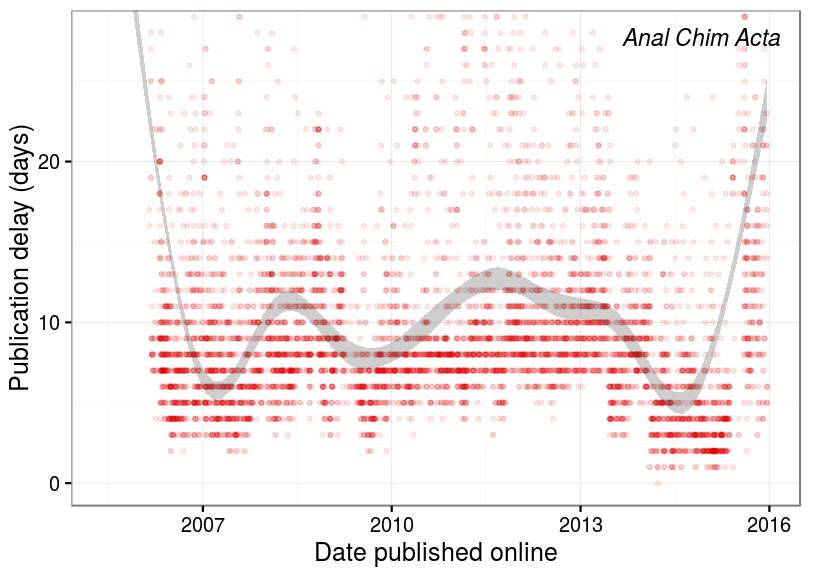 Anal Chim Acta
Publication delay (days)
20
10
0
2007 2010 2013 2016
Date published online